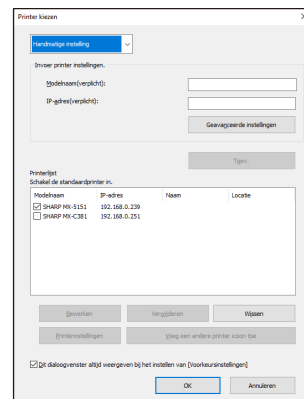 Printer kiezen
Handmatige instelling
Invoer printer instellingen.
Modelnaam(verplicht):
IP-adres(verplicht):
Geavanceerde instellingen
Toev..
Printerlijst
Schakel de standaardprinter in.
Modelnaam IP-adres Naam Locatie
SHARP MX-5151 192.168.0.239
SHARP MX-C381 192.168.0.251
Bewerken Verwijderen Wissen
Printerinstellingen Voeg een andere printer icoon toe
Dit dialoogvenster altijd weergeven bij het instellen van [Voorkeursinstellingen]
OK Annuleren